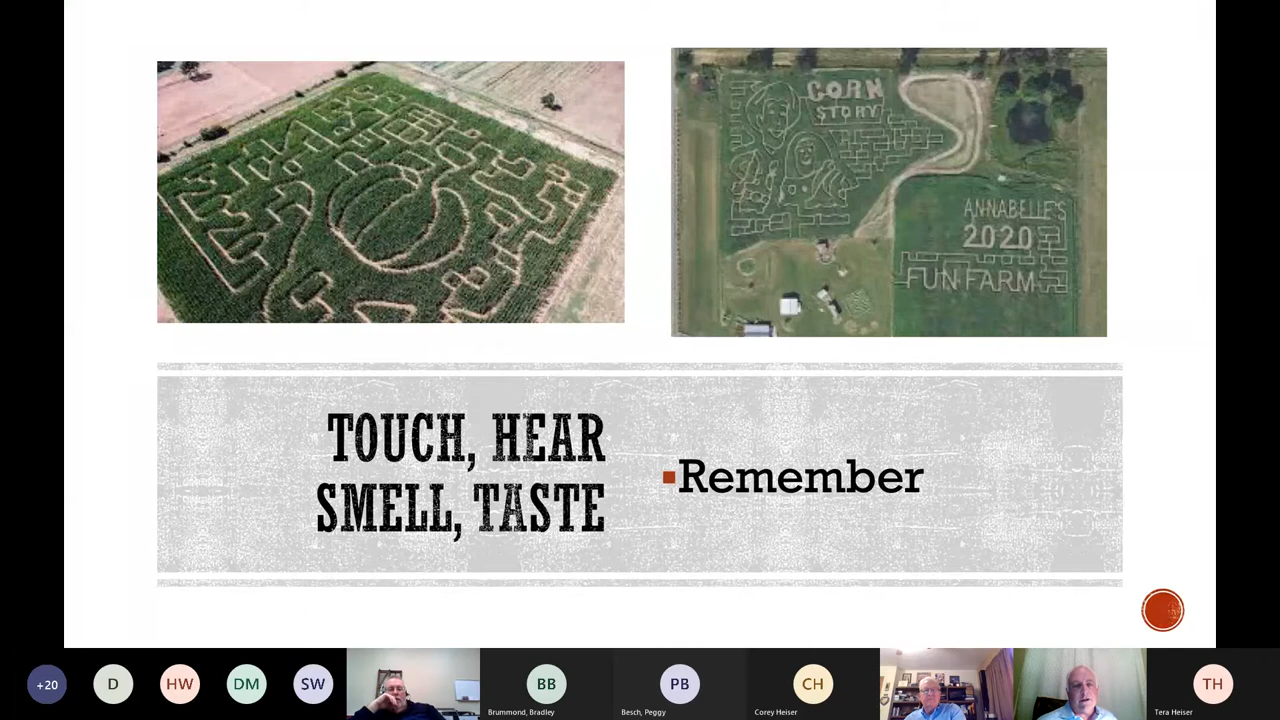 CORN
STORY
ANNABELLE'S
2020
FUN FARM
TOUCH, HEAR
SMELL, TASTE
Remember
+20
D
HW
DM
SW
BB
Brummond, Bradley
PB
Besch, Peggy
CH
Corey Heiser
TH
Tera Heiser